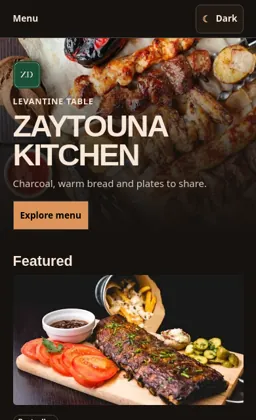 Menu
Dark
ZD
LEVANTINE TABLE
ZAYTOUNA
KITCHEN
Charcoal, warm bread and plates to share.
Explore menu
Featured